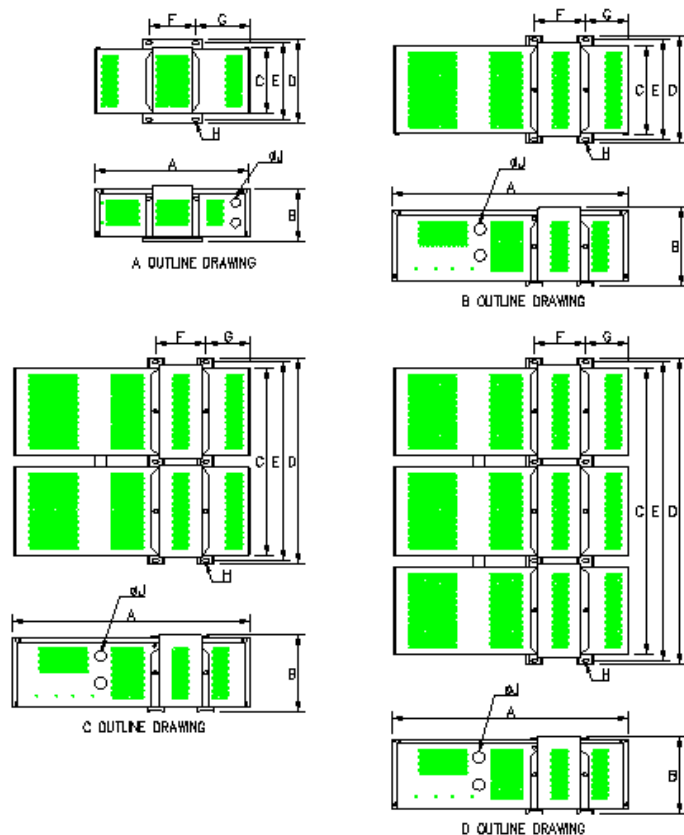 F G
C E D
H
A
øJ
B
A OUTLINE DRAWING
F G
C E D
H
øJ
A
B
B OUTLINE DRAWING
F G
C E D
H
øJ
A
B
C OUTLINE DRAWING
F G
C E D
H
øJ
A
B
D OUTLINE DRAWING